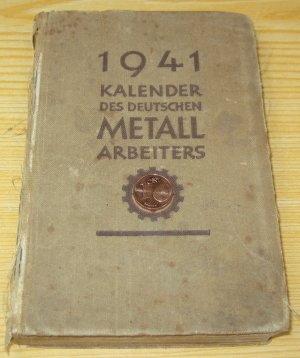 1941
KALENDER
DES DEUTSCHEN
METALL
ARBEITERS